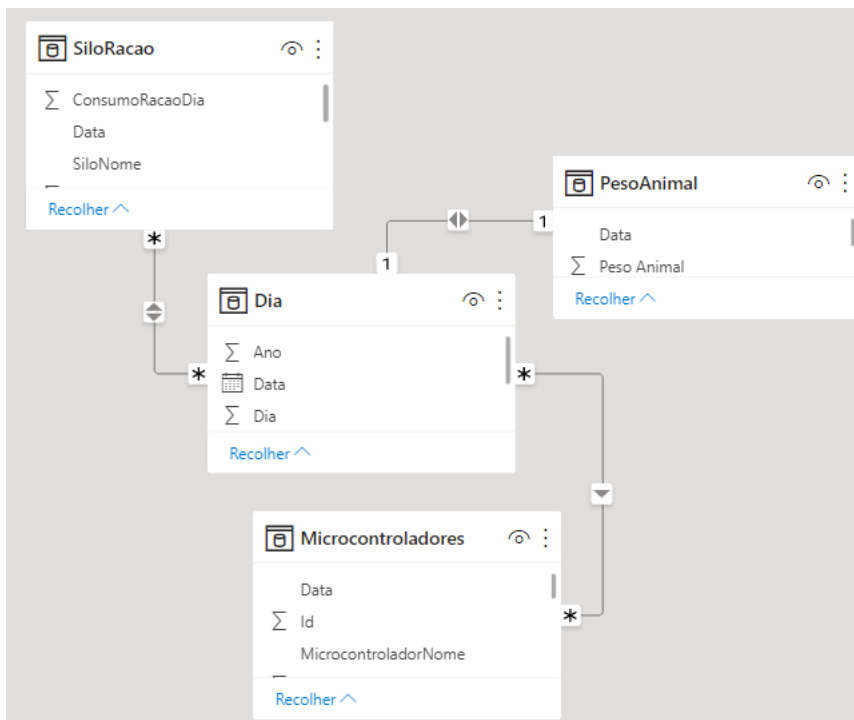 SiloRacao
∑ ConsumoRacaoDia
Data
SiloNome
Recolher
*
*
PesoAnimal
Data
∑ Peso Animal
Recolher
1
1
Dia
∑ Ano
Data
∑ Dia
Recolher
*
*
Microcontroladores
Data
∑ Id
MicrocontroladorNome
Recolher